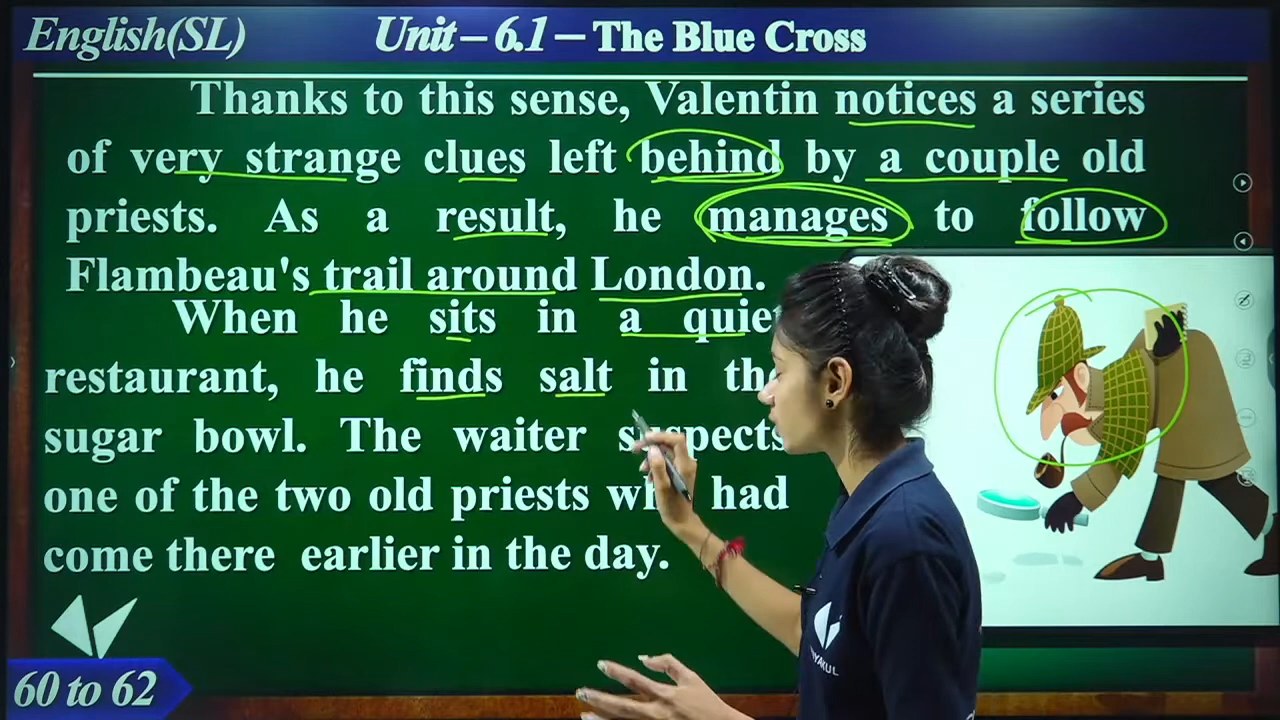 English(SL)
Unit – 6.1 – The Blue Cross
Thanks to this sense, Valentin notices a series
of very strange clues left behind by a couple old
priests. As a result, he manages to follow
Flambeau's trail around London.
When he sits in a
restaurant, he finds salt in
sugar bowl. The waiter
one of the two old priests had
come there earlier in the day.
60 to 62